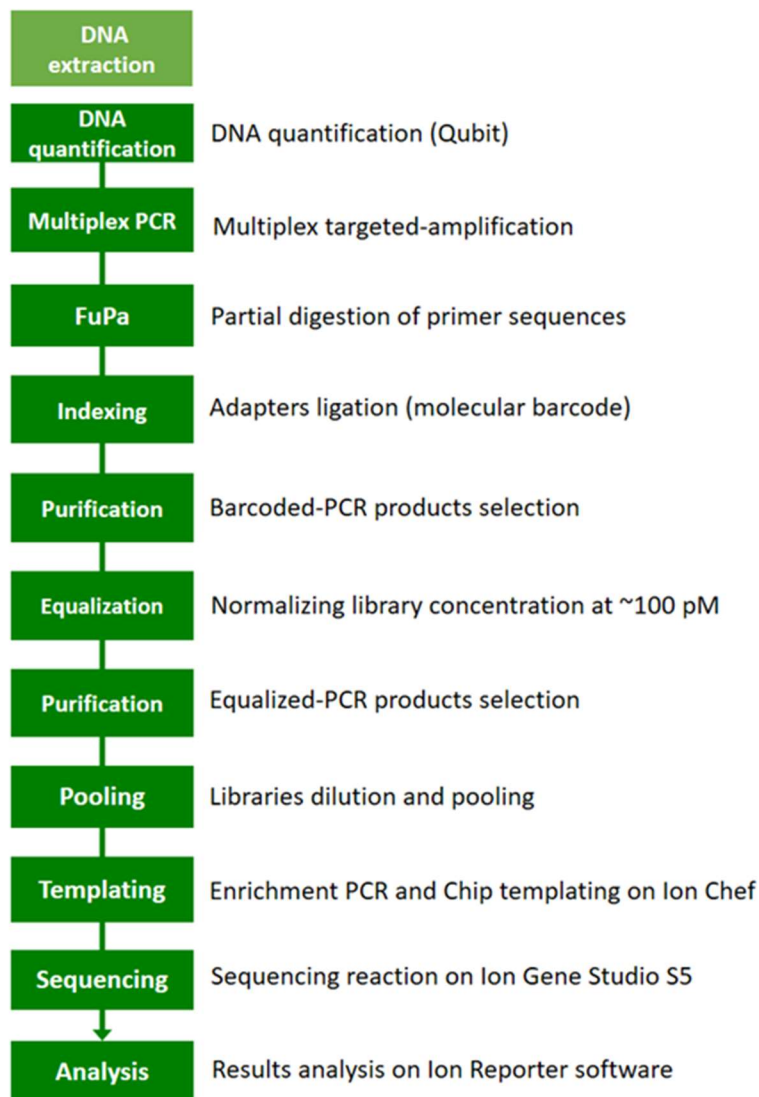 DNA
extraction
DNA
quantification
DNA quantification (Qubit)
Multiplex PCR
Multiplex targeted-amplification
FuPa
Partial digestion of primer sequences
Indexing
Adapters ligation (molecular barcode)
Purification
Barcoded-PCR products selection
Equalization
Normalizing library concentration at ~100 pM
Purification
Equalized-PCR products selection
Pooling
Libraries dilution and pooling
Templating
Enrichment PCR and Chip templating on Ion Chef
Sequencing
Sequencing reaction on Ion Gene Studio S5
Analysis
Results analysis on Ion Reporter software